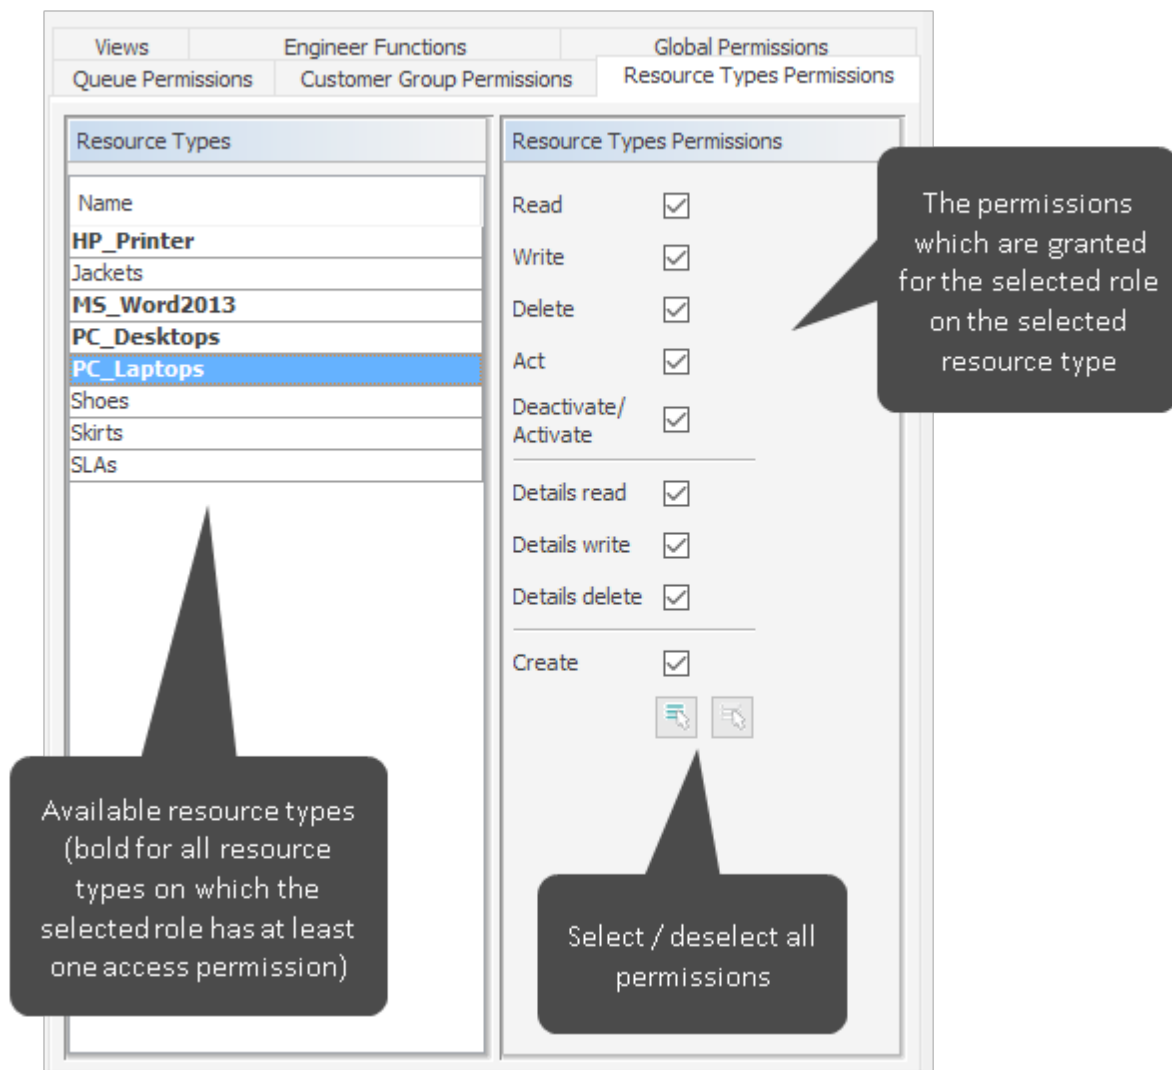 Views
Engineer Functions
Global Permissions
Queue Permissions
Customer Group Permissions
Resource Types Permissions
Resource Types
Name
HP_Printer
Jackets
MS_Word2013
PC_Desktops
PC_Laptops
Shoes
Skirts
SLAs
Resource Types Permissions
Read
Write
Delete
Act
Deactivate/
Activate
Details read
Details write
Details delete
Create
The permissions
which are granted
for the selected role
on the selected
resource type
Available resource types
(bold for all resource
types on which the
selected role has at least
one access permission)
Select / deselect all
permissions